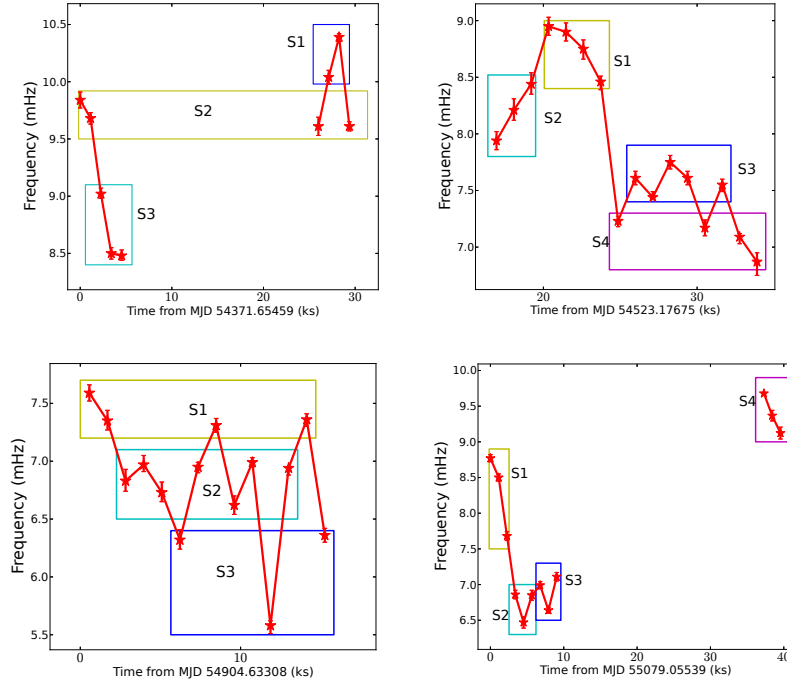 10.5
10.0
9.5
9.0
8.5
Frequency (mHz)
S1
S2
S3
0
10
20
30
Time from MJD 54371.65459 (ks)
9.0
8.5
8.0
7.5
7.0
Frequency (mHz)
S1
S2
S3
S4
20
30
Time from MJD 54523.17675 (ks)
7.5
7.0
6.5
6.0
5.5
Frequency (mHz)
S1
S2
S3
0
10
Time from MJD 54904.63308 (ks)
10.0
9.5
9.0
8.5
8.0
7.5
7.0
6.5
6.0
Frequency (mHz)
S4
S1
S3
S2
0
10
20
30
40
Time from MJD 55079.05539 (ks)